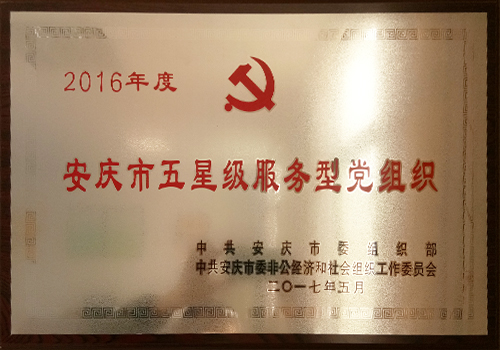 2016年度
安庆市五星级服务型党组织
中共安庆市委组织部
中共安庆市委非公经济和社会组织工作委员会
二〇一七年五月